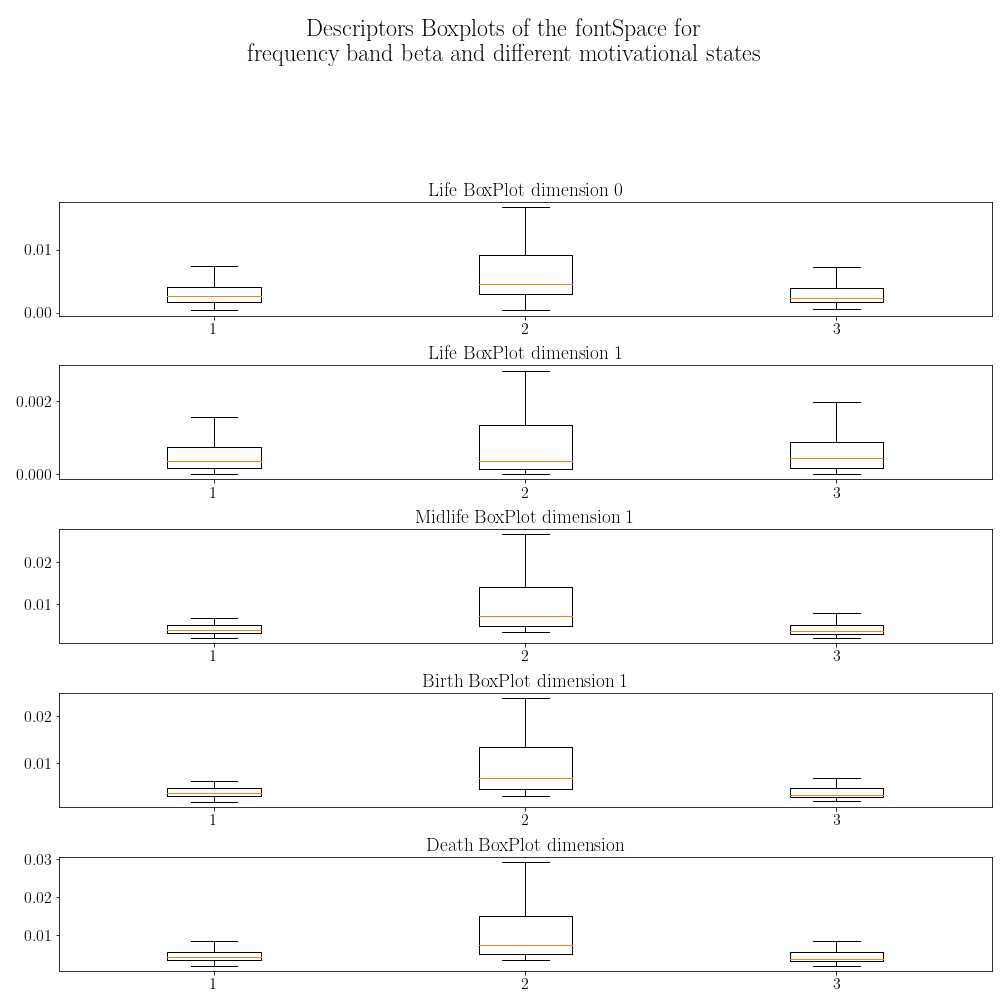 Descriptors Boxplots of the fontSpace for
frequency band beta and different motivational states
Life BoxPlot dimension 0
0.01
0.00
1 2 3
Life BoxPlot dimension 1
0.002
0.000
1 2 3
Midlife BoxPlot dimension 1
0.02
0.01
1 2 3
Birth BoxPlot dimension 1
0.02
0.01
1 2 3
Death BoxPlot dimension
0.03
0.02
0.01
1 2 3